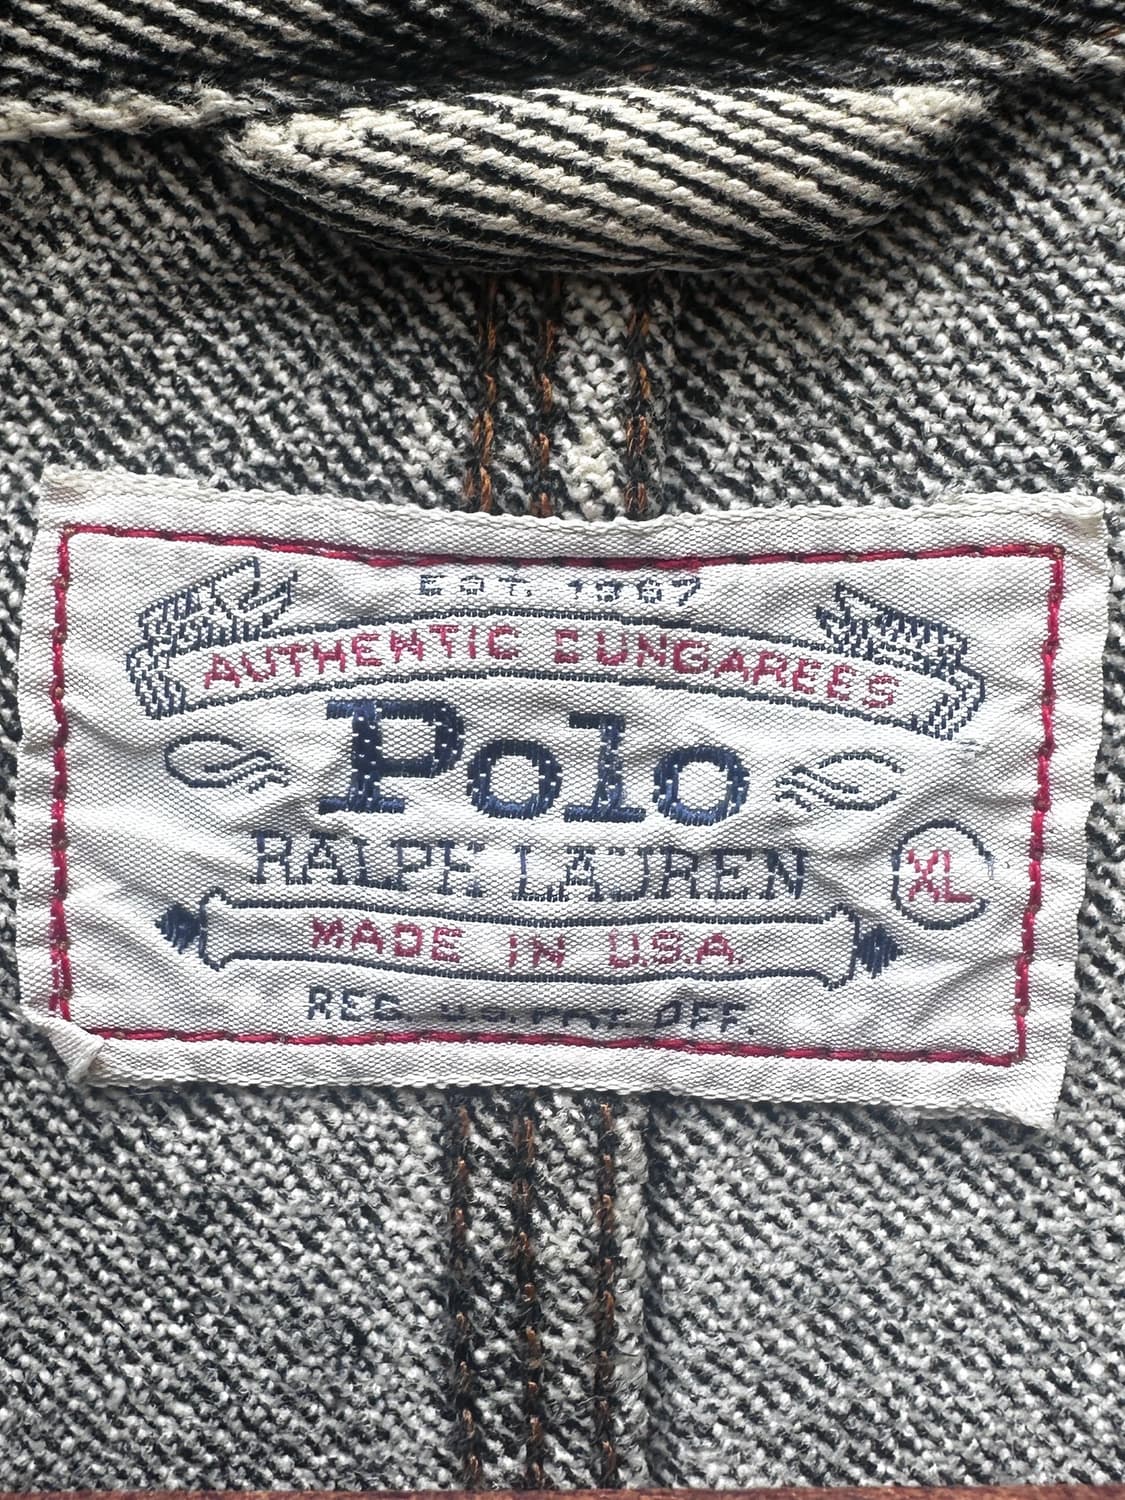 EST. 1967
AUTHENTIC DUNGAREES
Polo
RALPH LAUREN
XL
MADE IN U.S.A.
REG. U.S. PAT. OFF.